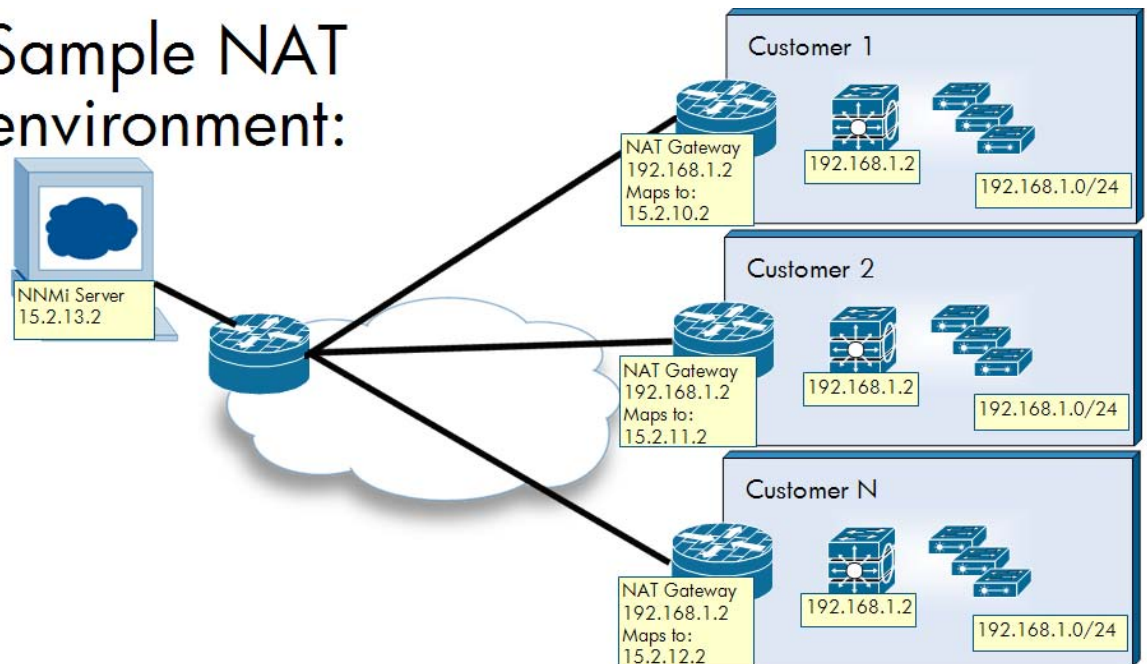 Sample NAT
environment:
NNMi Server
15.2.13.2
Customer 1
NAT Gateway
192.168.1.2
Maps to:
15.2.10.2
192.168.1.2
192.168.1.0/24
Customer 2
NAT Gateway
192.168.1.2
Maps to:
15.2.11.2
192.168.1.2
192.168.1.0/24
Customer N
NAT Gateway
192.168.1.2
Maps to:
15.2.12.2
192.168.1.2
192.168.1.0/24